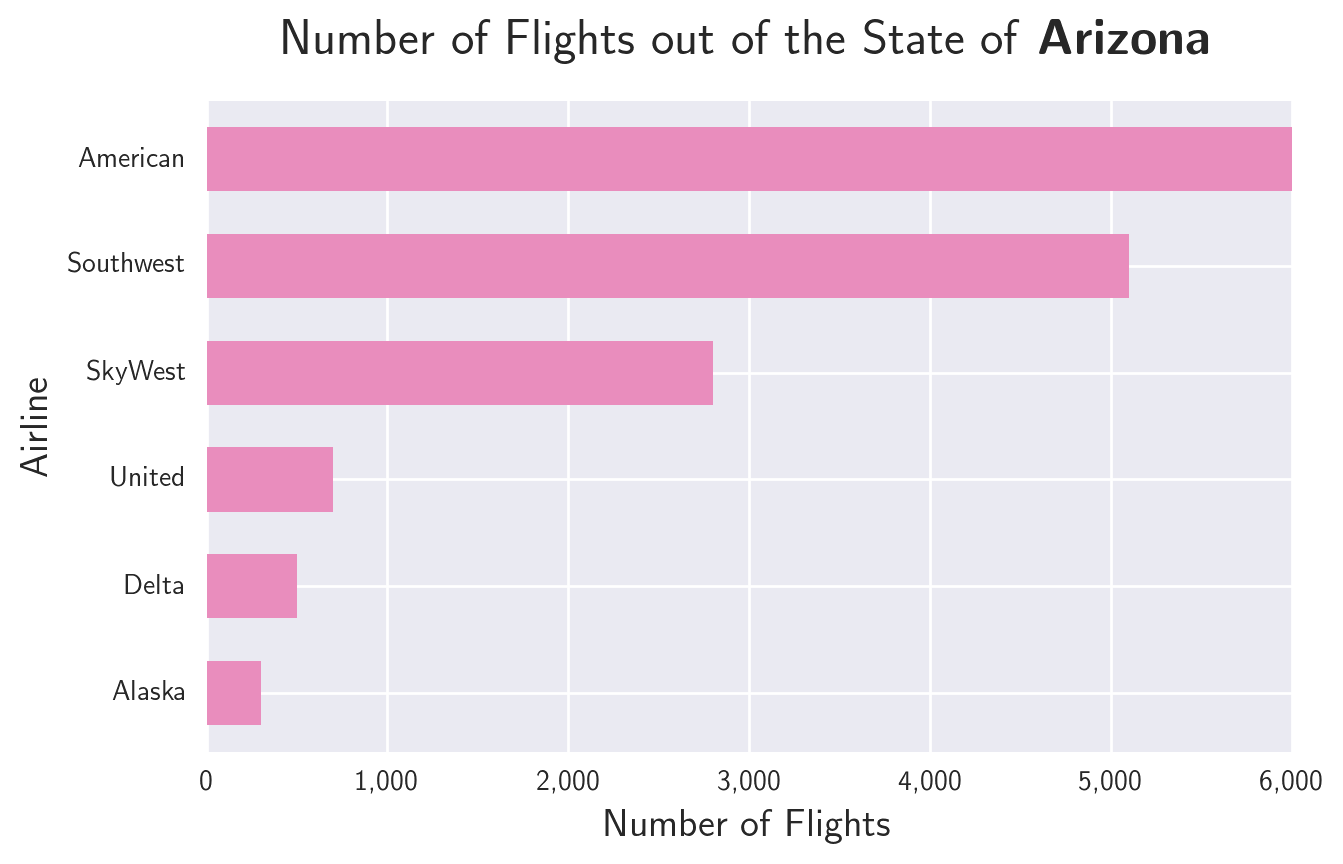 Number of Flights out of the State of Arizona
American
Southwest
SkyWest
United
Delta
Alaska
Airline
0 1,000 2,000 3,000 4,000 5,000 6,000
Number of Flights